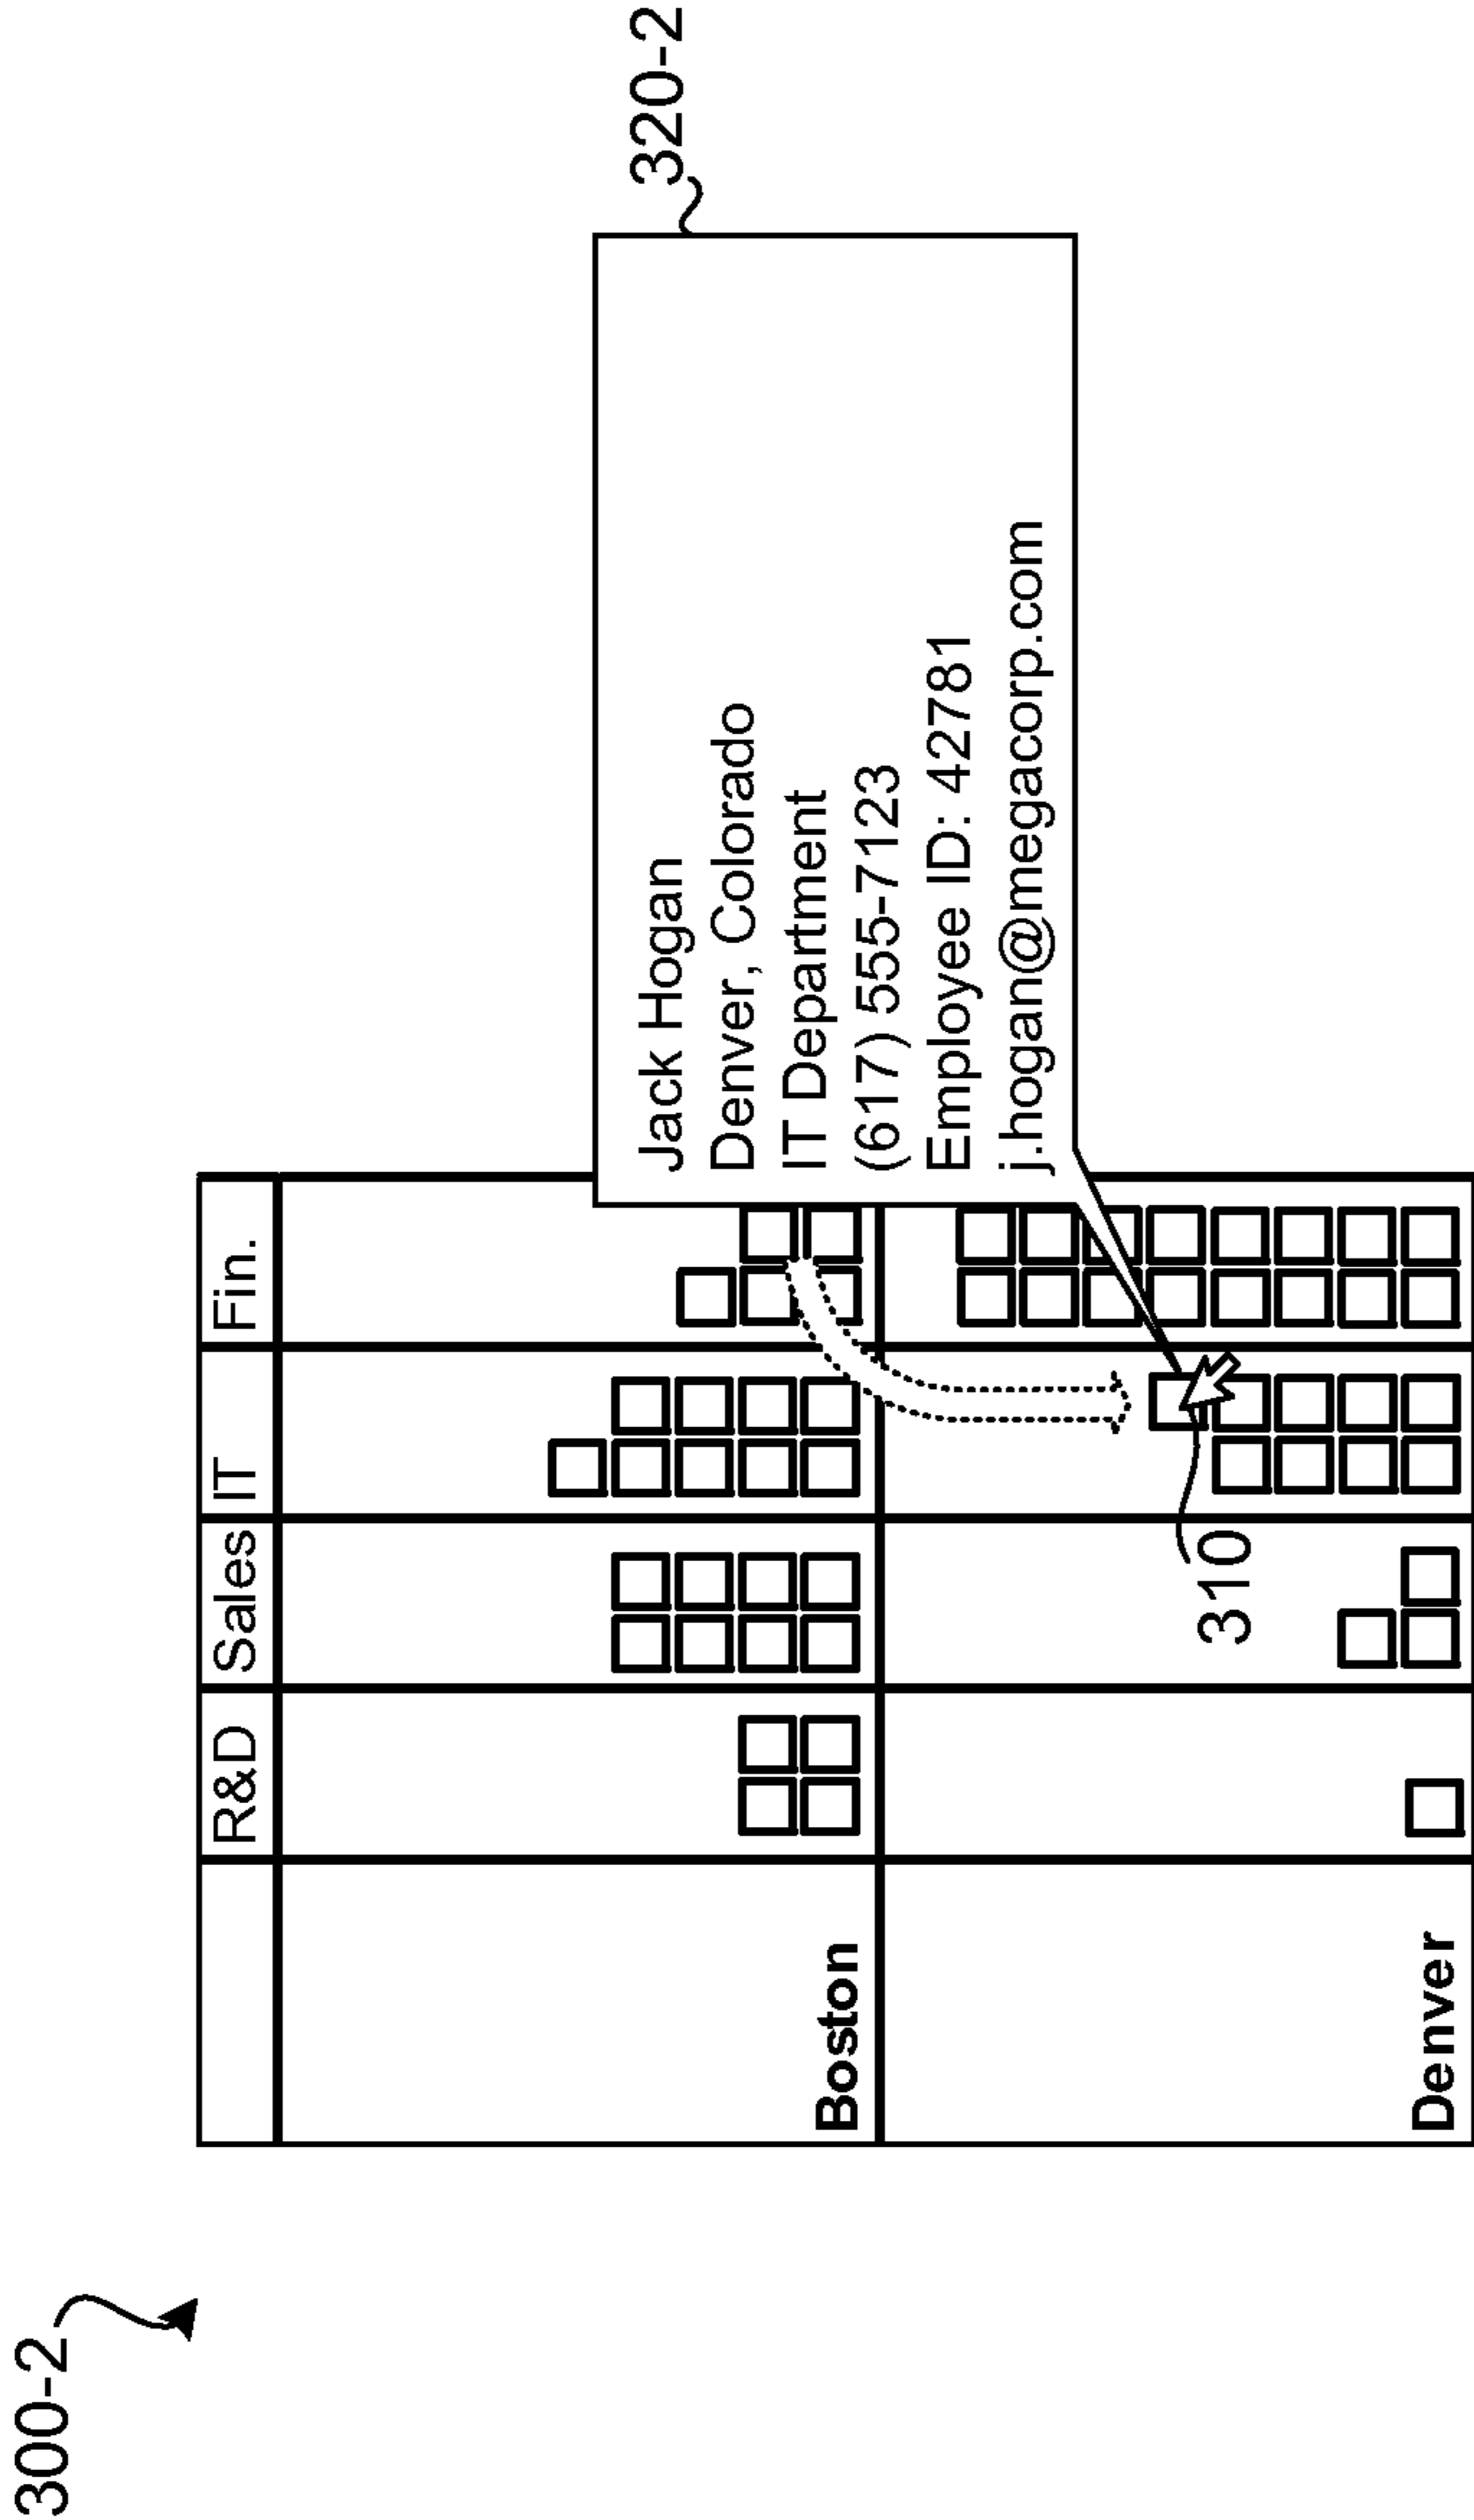 300-2
R&D Sales IT Fin.
320-2
Jack Hogan
Denver, Colorado
IT Department
(617) 555-7123
Employee ID: 42781
j.hogan@megacorp.com
Boston
310
Denver